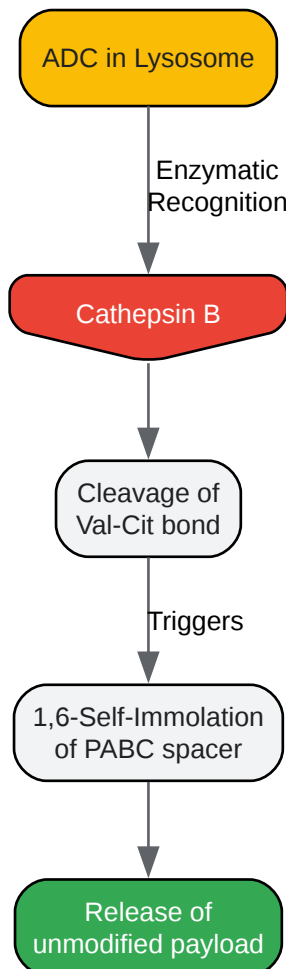 ADC in Lysosome
Enzymatic
Recognition
Cathepsin B
Cleavage of
Val-Cit bond
Triggers
1,6-Self-Immolation
of PABC spacer
Release of
unmodified payload